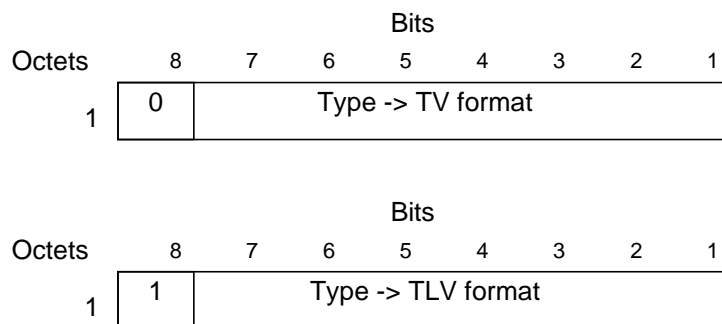 Bits
Octets 8 7 6 5 4 3 2 1
1 0 Type -> TV format
Bits
Octets 8 7 6 5 4 3 2 1
1 1 Type -> TLV format